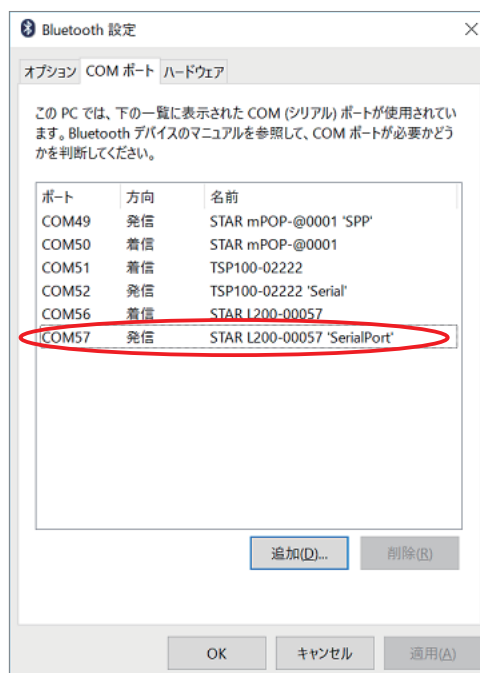 Bluetooth 設定
オプション COM ポート ハードウェア
この PC では、下の一覧に表示された COM (シリアル) ポートが使用されてい
ます。Bluetooth デバイスのマニュアルを参照して、COM ポートが必要かどう
かを判断してください。
ポート 方向 名前
COM49 発信 STAR mPOP-@0001 'SPP'
COM50 着信 STAR mPOP-@0001
COM51 着信 TSP100-02222
COM52 発信 TSP100-02222 'Serial'
COM56 着信 STAR L200-00057
COM57 発信 STAR L200-00057 'SerialPort'
追加(D)... 削除(R)
OK キャンセル 適用(A)